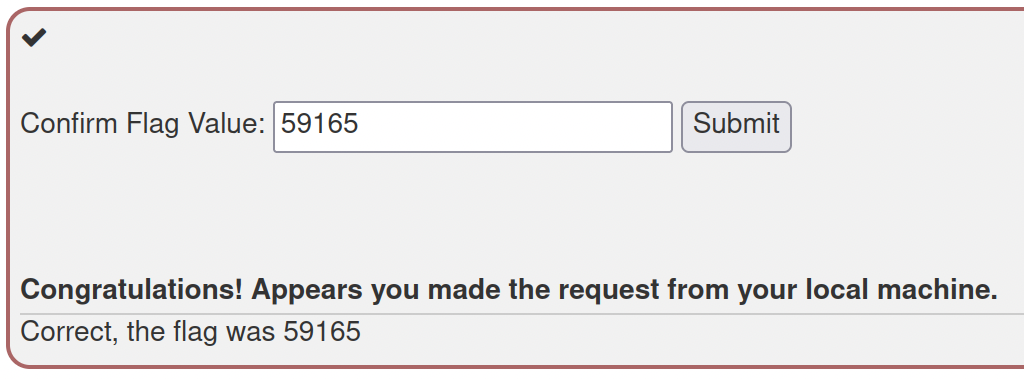 Confirm Flag Value: 59165 Submit
Congratulations! Appears you made the request from your local machine.
Correct, the flag was 59165